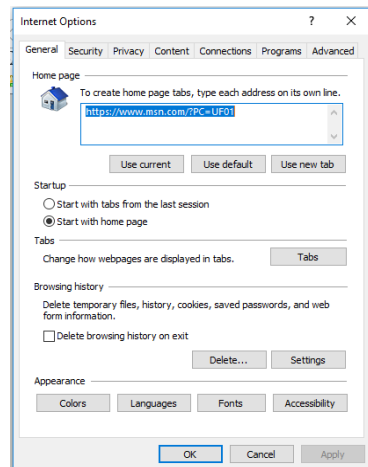 Internet Options
?
General Security Privacy Content Connections Programs Advanced
Home page
To create home page tabs, type each address on its own line.
https://www.msn.com/?PC=UF01
Use current Use default Use new tab
Startup
Start with tabs from the last session
Start with home page
Tabs
Change how webpages are displayed in tabs. Tabs
Browsing history
Delete temporary files, history, cookies, saved passwords, and web
form information.
Delete browsing history on exit
Delete... Settings
Appearance
Colors Languages Fonts Accessibility
OK Cancel Apply